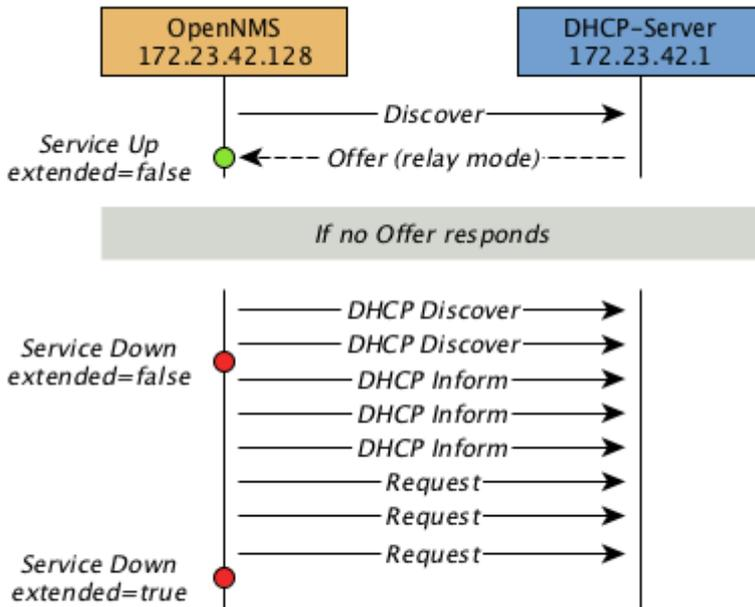 OpenNMS
172.23.42.128
DHCP-Server
172.23.42.1
Discover
Service Up
extended=false
Offer (relay mode)
If no Offer responds
DHCP Discover
DHCP Discover
Service Down
extended=false
DHCP Inform
DHCP Inform
DHCP Inform
Request
Request
Request
Service Down
extended=true